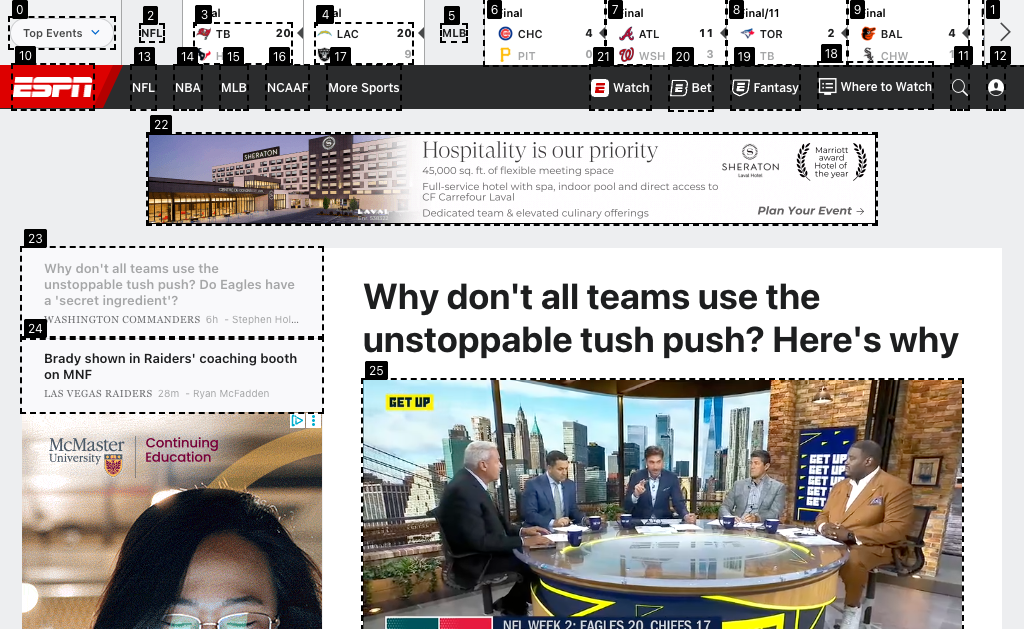 0
Top Events
2
NFL
3
TB 20
4
LAC 20
9
5
MLB
6
CHC 4
PIT 0
7
ATL 11
WSH 3
8
Final/11
TOR 2
TB
9
Final
BAL 4
CHW
1
10
ESPN
13
NFL
14
NBA
15
MLB
16
NCAAF
17
More Sports
21
Watch
20
Bet
19
Fantasy
18
Where to Watch
11
12
22
SHERATON
LAVAL
Hospitality is our priority
45,000 sq. ft. of flexible meeting space
Full-service hotel with spa, indoor pool and direct access to
CF Carrefour Laval
Dedicated team & elevated culinary offerings
SHERATON
Laval Hotel
Marriott
award
Hotel of
the year
Plan Your Event →
23
Why don't all teams use the
unstoppable tush push? Do Eagles have
a 'secret ingredient'?
WASHINGTON COMMANDERS 6h - Stephen Hol...
24
Brady shown in Raiders' coaching booth
on MNF
LAS VEGAS RAIDERS 28m - Ryan McFadden
McMaster
University
Continuing
Education
Why don't all teams use the
unstoppable tush push? Here's why
25
GET UP
GET UP
GET UP
GET UP
NFL WEEK 2: EAGLES 20, CHIEFS 17